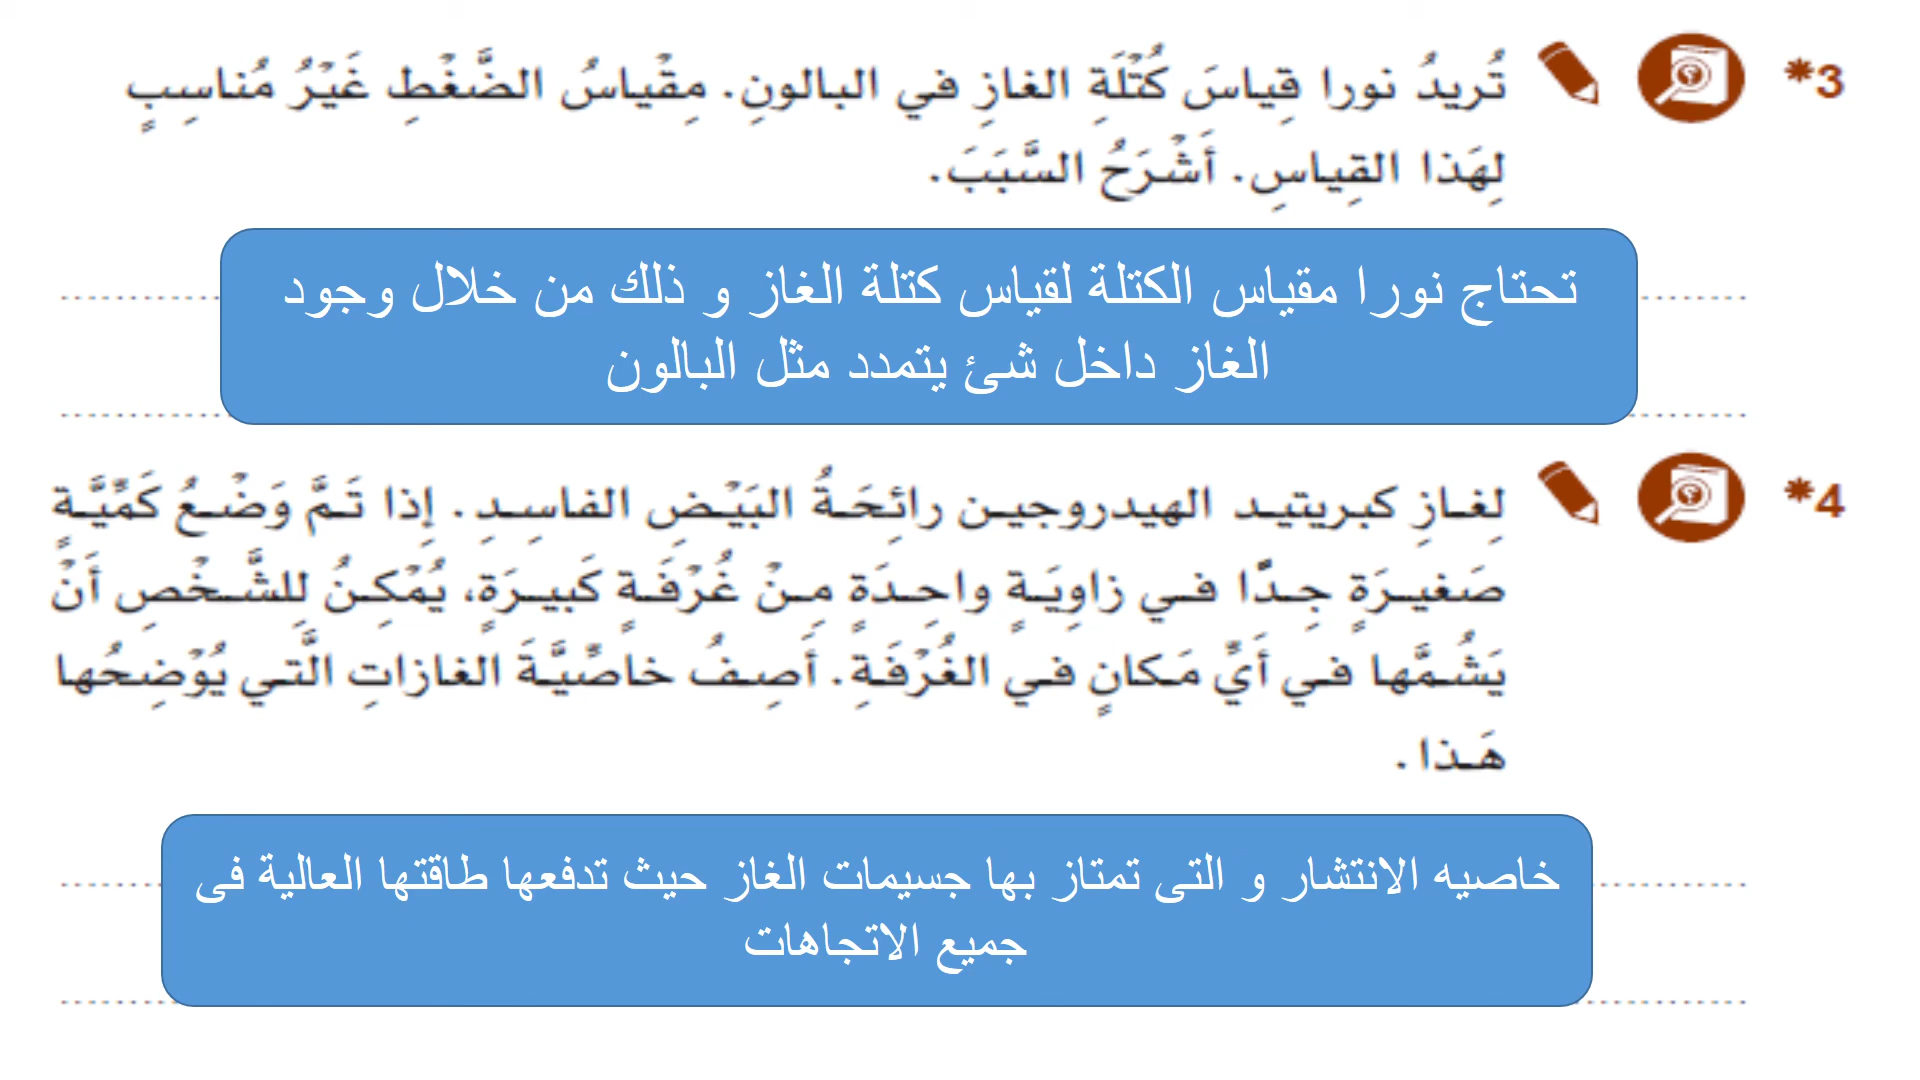 *3 تُريدُ نورا قِياسَ كُتْلَةِ الغازِ في البالونِ. مِقْياسُ الضَّغْطِ غَيْرُ مُناسِبٍ
لِهَذا القِياسِ. أَشْرَحُ السَّبَبَ.
تحتاج نورا مقياس الكتلة لقياس كتلة الغاز و ذلك من خلال وجود
الغاز داخل شئ يتمدد مثل البالون
*4 لِغازِ كبريتيد الهيدروجين رائِحَةُ البَيْضِ الفاسِدِ. إِذا تَمَّ وَضْعُ كَمِّيَّةٍ
صَغيرَةٍ جِدًّا في زاوِيَةٍ واحِدَةٍ مِنْ غُرْفَةٍ كَبيرَةٍ، يُمْكِنُ لِلشَّخْصِ أَنْ
يَشُمَّها في أَيِّ مَكانٍ في الغُرْفَةِ. أَصِفُ خاصِّيَّةَ الغازاتِ الَّتي يُوْضِحُها
هَذا.
خاصيه الانتشار و التى تمتاز بها جسيمات الغاز حيث تدفعها طاقتها العالية فى
جميع الاتجاهات